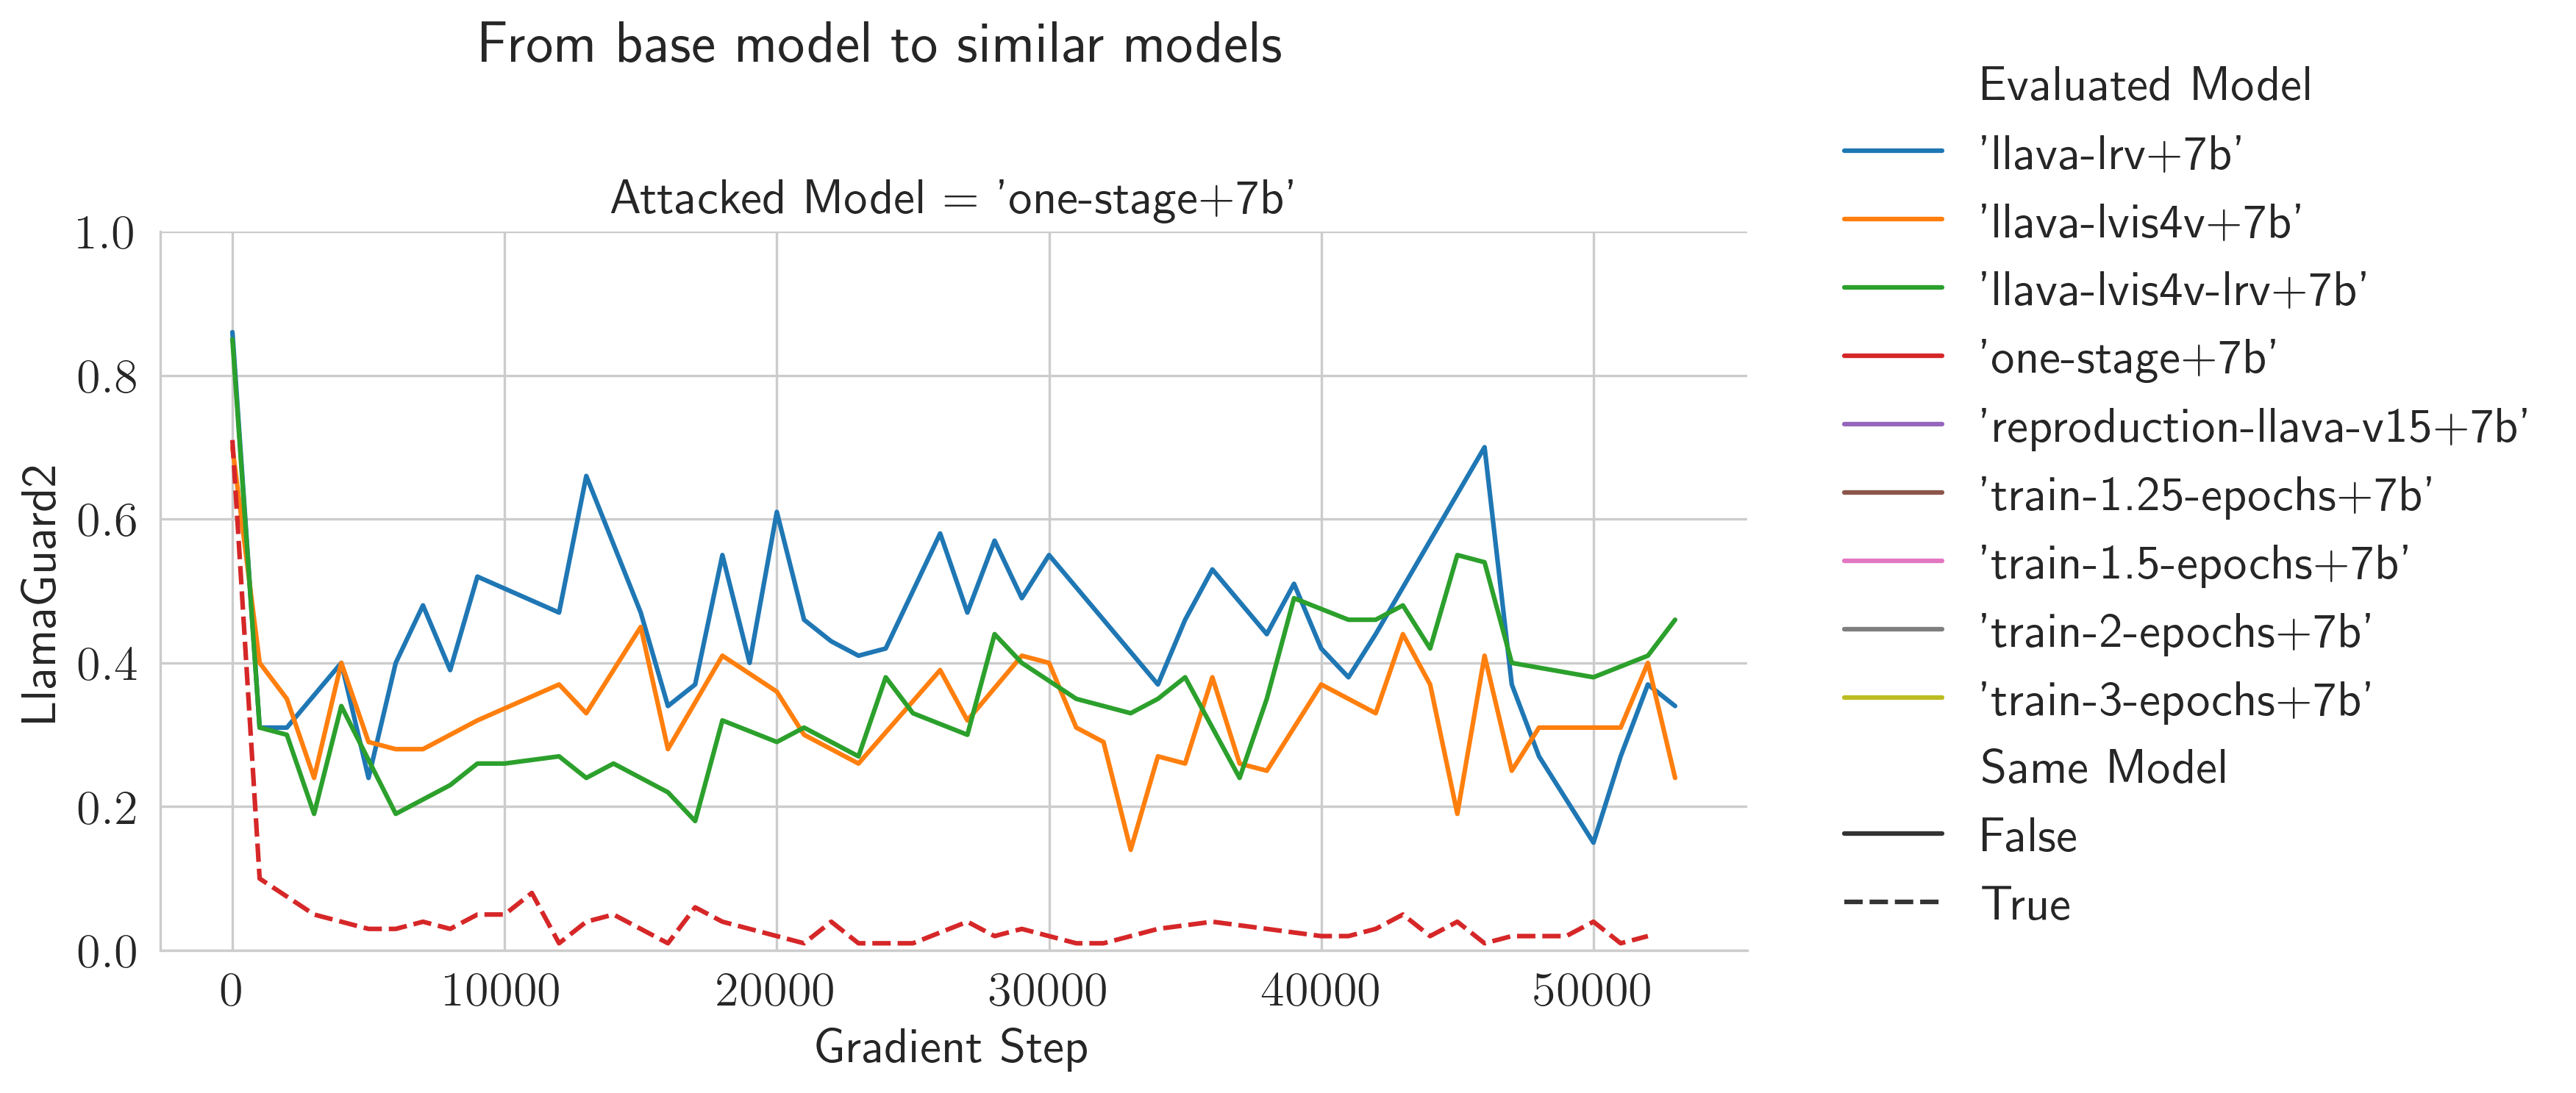 From base model to similar models
Attacked Model = 'one-stage+7b'
1.0
0.8
0.6
0.4
0.2
0.0
LlamaGuard2
0 10000 20000 30000 40000 50000
Gradient Step
Evaluated Model
'llava-lrv+7b'
'llava-lvis4v+7b'
'llava-lvis4v-lrv+7b'
'one-stage+7b'
'reproduction-llava-v15+7b'
'train-1.25-epochs+7b'
'train-1.5-epochs+7b'
'train-2-epochs+7b'
'train-3-epochs+7b'
Same Model
False
True